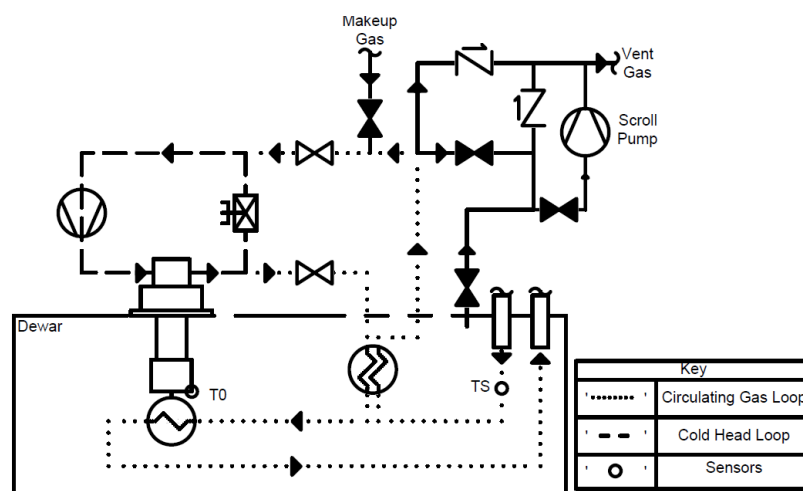 Makeup
Gas
Vent
Gas
Scroll
Pump
Dewar
T0
TS
Key
Circulating Gas Loop
Cold Head Loop
Sensors